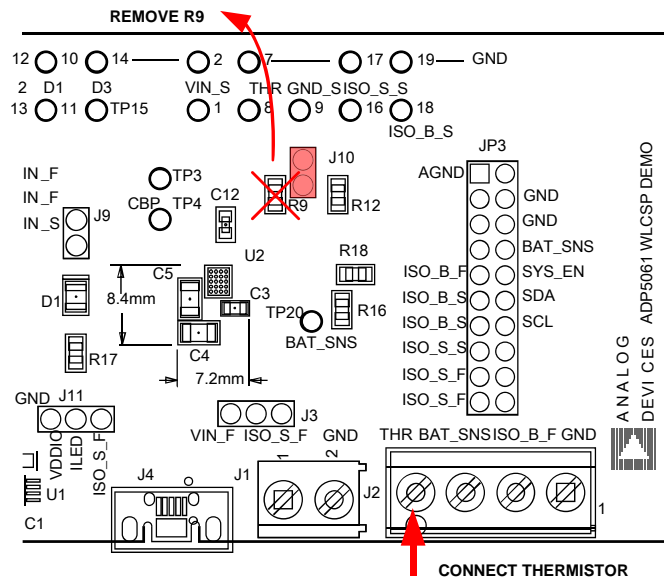 REMOVE R9
12 10 14 2 7 17 19 GND
2 D1 D3 VIN_S THR GND_S ISO_S_S
13 11 TP15 1 8 9 16 18
ISO_B_S
JP3
J10
AGND
IN_F
TP3
GND
IN_F
CBP TP4
C12
R9
R12
GND
IN_S
J9
BAT_SNS
U2
R18
ISO_B_F
SYS_EN
C5
D1
8.4mm
C3
ISO_B_S
SDA
TP20
R16
ISO_B_S
SCL
BAT_SNS
R17
C4
ISO_S_S
7.2mm
ISO_S_F
ISO_S_F
ADP5061 WLCSP DEMO
ANALOG
DEVICES
GND
J11
J3
VIN_F ISO_S_F GND
THR BAT_SNS ISO_B_F GND
VDDIO
ILED
ISO_S_F
U1
C1
J4
J1
1
2
J2
1
CONNECT THERMISTOR